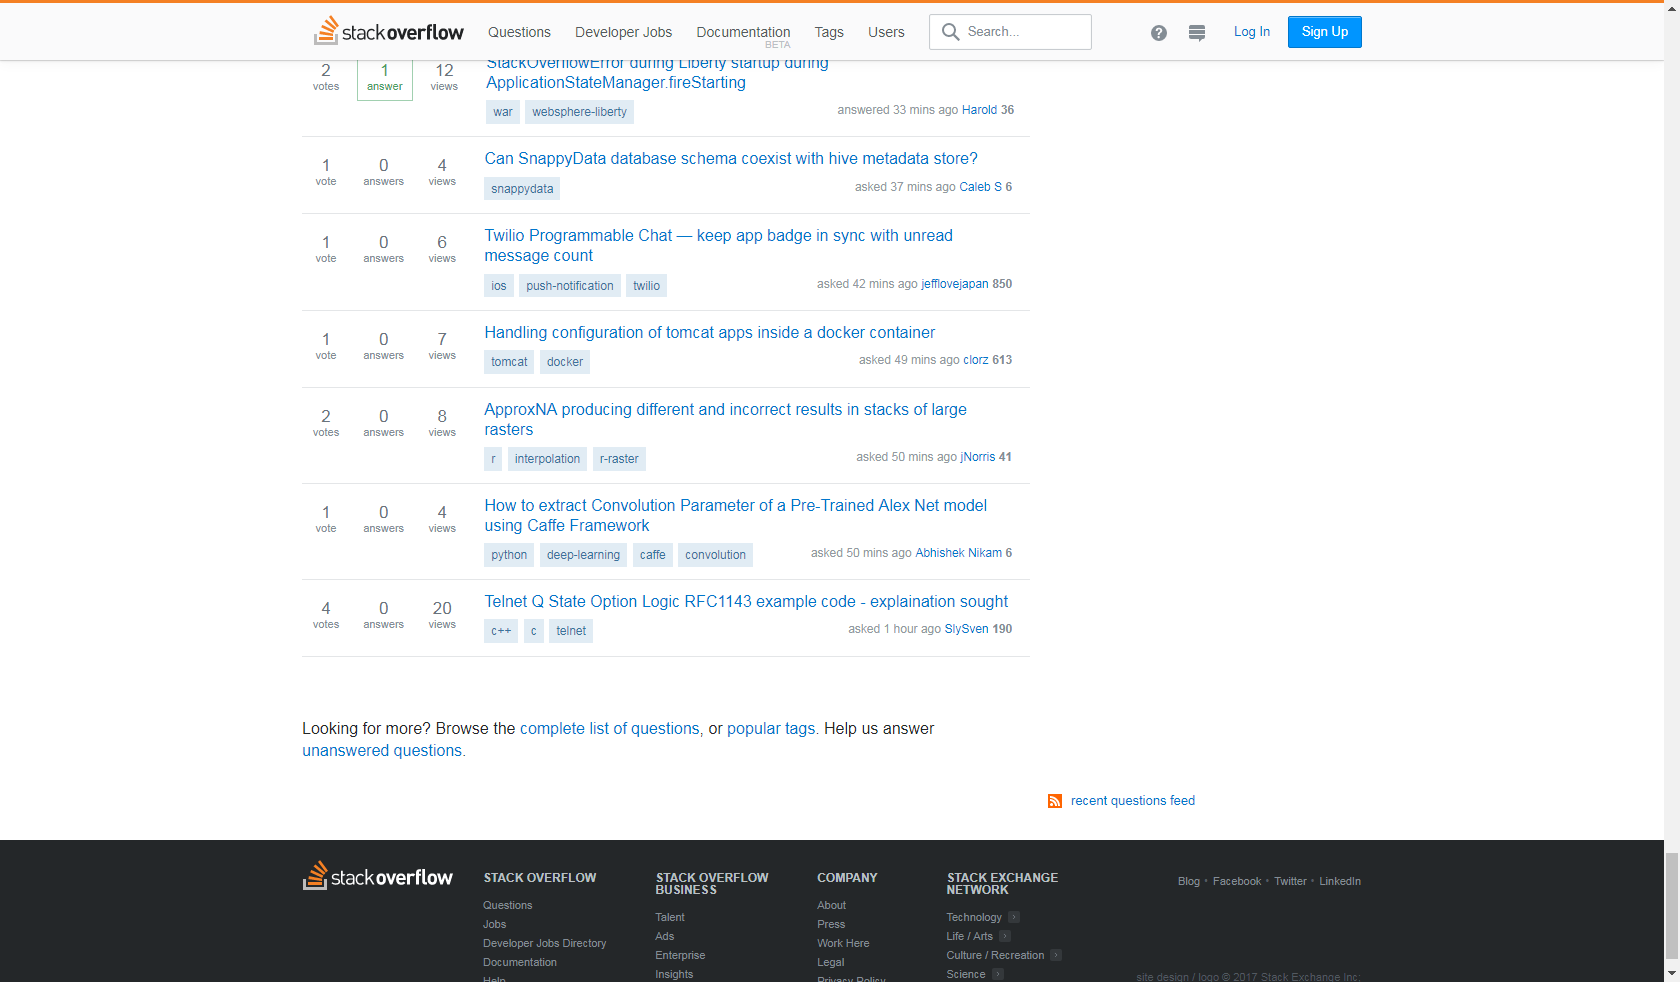 stackoverflow Questions Developer Jobs Documentation BETA Tags Users Search... Log In Sign Up
2 votes 1 answer 12 views
StackOverflowError during Liberty startup during
ApplicationStateManager.fireStarting
war websphere-liberty
answered 33 mins ago Harold 36
1 vote 0 answers 4 views
Can SnappyData database schema coexist with hive metadata store?
snappydata
asked 37 mins ago Caleb S 6
1 vote 0 answers 6 views
Twilio Programmable Chat — keep app badge in sync with unread
message count
ios push-notification twilio
asked 42 mins ago jefflovejapan 850
1 vote 0 answers 7 views
Handling configuration of tomcat apps inside a docker container
tomcat docker
asked 49 mins ago clorz 613
2 votes 0 answers 8 views
ApproxNA producing different and incorrect results in stacks of large
rasters
r interpolation r-raster
asked 50 mins ago jNorris 41
1 vote 0 answers 4 views
How to extract Convolution Parameter of a Pre-Trained Alex Net model
using Caffe Framework
python deep-learning caffe convolution
asked 50 mins ago Abhishek Nikam 6
4 votes 0 answers 20 views
Telnet Q State Option Logic RFC1143 example code - explaination sought
c++ c telnet
asked 1 hour ago SlySven 190
Looking for more? Browse the complete list of questions, or popular tags. Help us answer
unanswered questions.
recent questions feed
stackoverflow
STACK OVERFLOW
Questions
Jobs
Developer Jobs Directory
Documentation
Help
STACK OVERFLOW
BUSINESS
Talent
Ads
Enterprise
Insights
COMPANY
About
Press
Work Here
Legal
Privacy Policy
STACK EXCHANGE
NETWORK
Technology
Life / Arts
Culture / Recreation
Science
Blog • Facebook • Twitter • LinkedIn
site design / logo © 2017 Stack Exchange Inc;